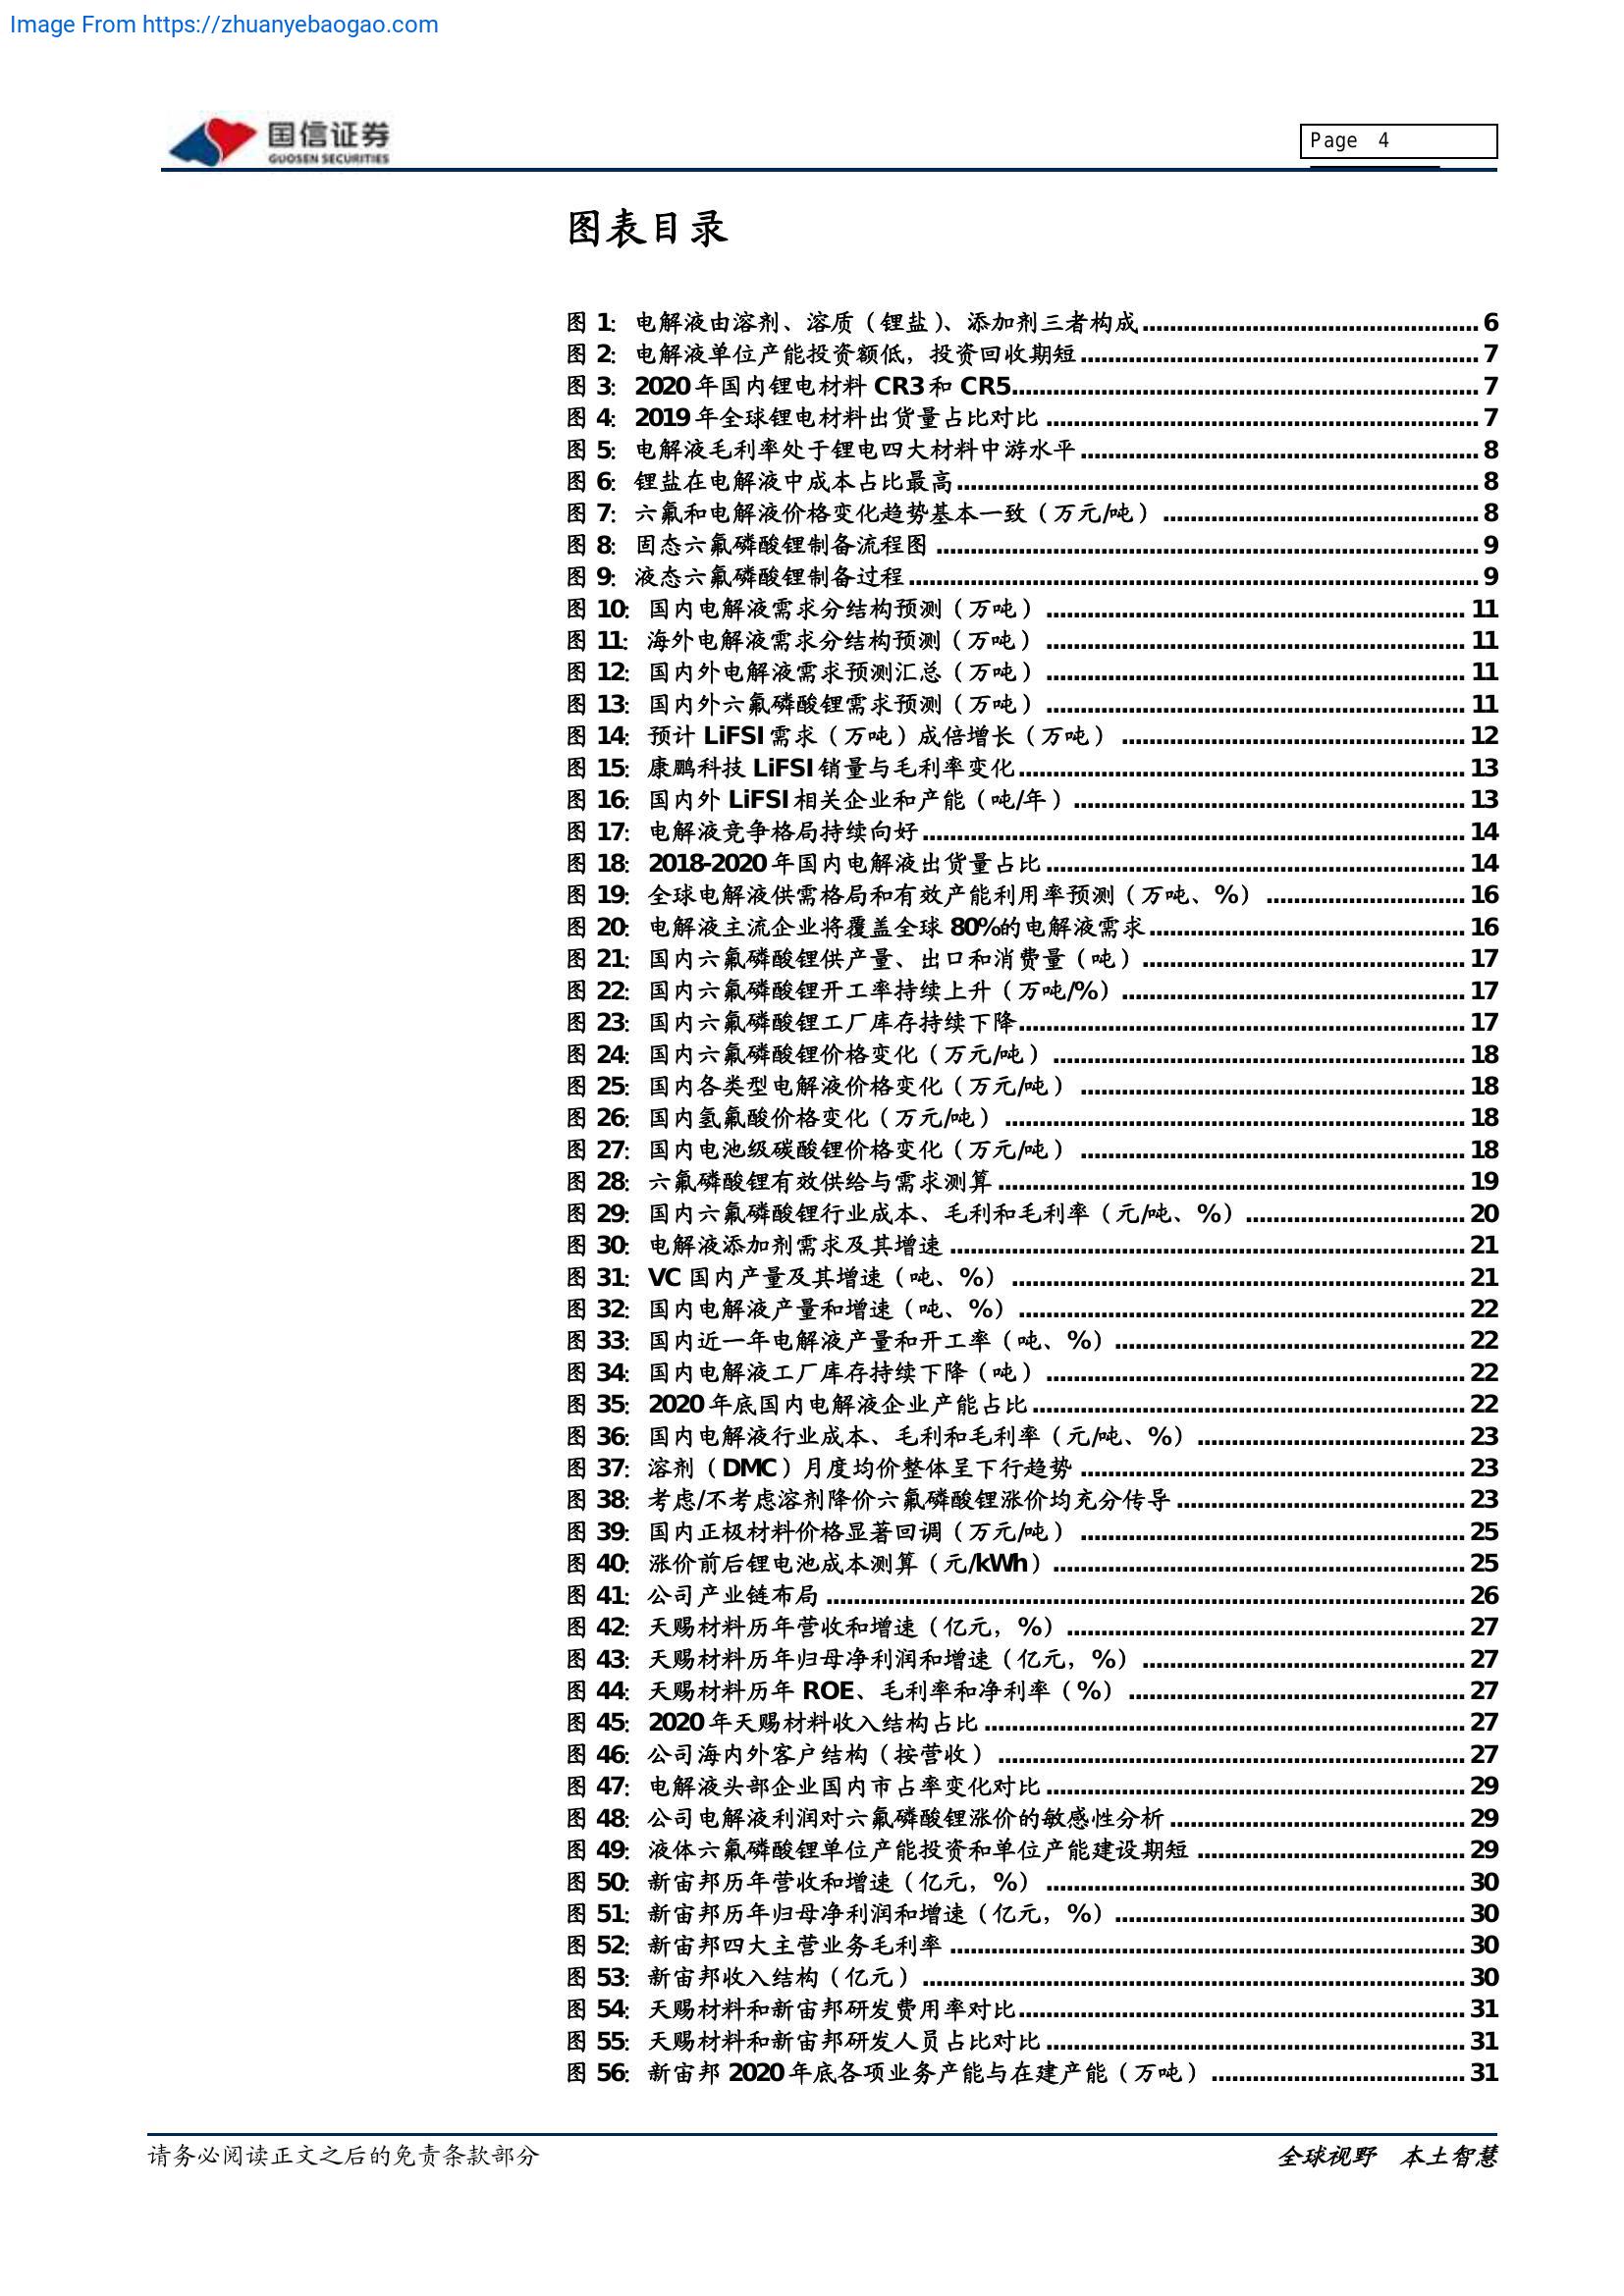 Image From https://zhuanyebaogao.com
国信证券
GUOSEN SECURITIES
Page 4
图表目录
图 1: 电解液由溶剂、溶质（锂盐）、添加剂三者构成 6
图 2: 电解液单位产能投资额低，投资回收期短 7
图 3: 2020 年国内锂电材料 CR3 和 CR5 7
图 4: 2019 年全球锂电材料出货量占比对比 7
图 5: 电解液毛利率处于锂电四大材料中游水平 8
图 6: 锂盐在电解液中成本占比最高 8
图 7: 六氟和电解液价格变化趋势基本一致（万元/吨） 8
图 8: 固态六氟磷酸锂制备流程图 9
图 9: 液态六氟磷酸锂制备过程 9
图 10: 国内电解液需求分结构预测（万吨） 11
图 11: 海外电解液需求分结构预测（万吨） 11
图 12: 国内外电解液需求预测汇总（万吨） 11
图 13: 国内外六氟磷酸锂需求预测（万吨） 11
图 14: 预计 LiFSI 需求（万吨）成倍增长（万吨） 12
图 15: 康鹏科技 LiFSI 销量与毛利率变化 13
图 16: 国内外 LiFSI 相关企业和产能（吨/年） 13
图 17: 电解液竞争格局持续向好 14
图 18: 2018-2020 年国内电解液出货量占比 14
图 19: 全球电解液供需格局和有效产能利用率预测（万吨、%） 16
图 20: 电解液主流企业将覆盖全球 80%的电解液需求 16
图 21: 国内六氟磷酸锂供产量、出口和消费量（吨） 17
图 22: 国内六氟磷酸锂开工率持续上升（万吨/%） 17
图 23: 国内六氟磷酸锂工厂库存持续下降 17
图 24: 国内六氟磷酸锂价格变化（万元/吨） 18
图 25: 国内各类型电解液价格变化（万元/吨） 18
图 26: 国内氢氟酸价格变化（万元/吨） 18
图 27: 国内电池级碳酸锂价格变化（万元/吨） 18
图 28: 六氟磷酸锂有效供给与需求测算 19
图 29: 国内六氟磷酸锂行业成本、毛利和毛利率（元/吨、%） 20
图 30: 电解液添加剂需求及其增速 21
图 31: VC 国内产量及其增速（吨、%） 21
图 32: 国内电解液产量和增速（吨、%） 22
图 33: 国内近一年电解液产量和开工率（吨、%） 22
图 34: 国内电解液工厂库存持续下降（吨） 22
图 35: 2020 年底国内电解液企业产能占比 22
图 36: 国内电解液行业成本、毛利和毛利率（元/吨、%） 23
图 37: 溶剂（DMC）月度均价整体呈下行趋势 23
图 38: 考虑/不考虑溶剂降价六氟磷酸锂涨价均充分传导 23
图 39: 国内正极材料价格显著回调（万元/吨） 25
图 40: 涨价前后锂电池成本测算（元/kWh） 25
图 41: 公司产业链布局 26
图 42: 天赐材料历年营收和增速（亿元，%） 27
图 43: 天赐材料历年归母净利润和增速（亿元，%） 27
图 44: 天赐材料历年 ROE、毛利率和净利率（%） 27
图 45: 2020 年天赐材料收入结构占比 27
图 46: 公司海内外客户结构（按营收） 27
图 47: 电解液头部企业国内市占率变化对比 29
图 48: 公司电解液利润对六氟磷酸锂涨价的敏感性分析 29
图 49: 液体六氟磷酸锂单位产能投资和单位产能建设期短 29
图 50: 新宙邦历年营收和增速（亿元，%） 30
图 51: 新宙邦历年归母净利润和增速（亿元，%） 30
图 52: 新宙邦四大主营业务毛利率 30
图 53: 新宙邦收入结构（亿元） 30
图 54: 天赐材料和新宙邦研发费用率对比 31
图 55: 天赐材料和新宙邦研发人员占比对比 31
图 56: 新宙邦 2020 年底各项业务产能与在建产能（万吨） 31
请务必阅读正文之后的免责条款部分
全球视野 本土智慧